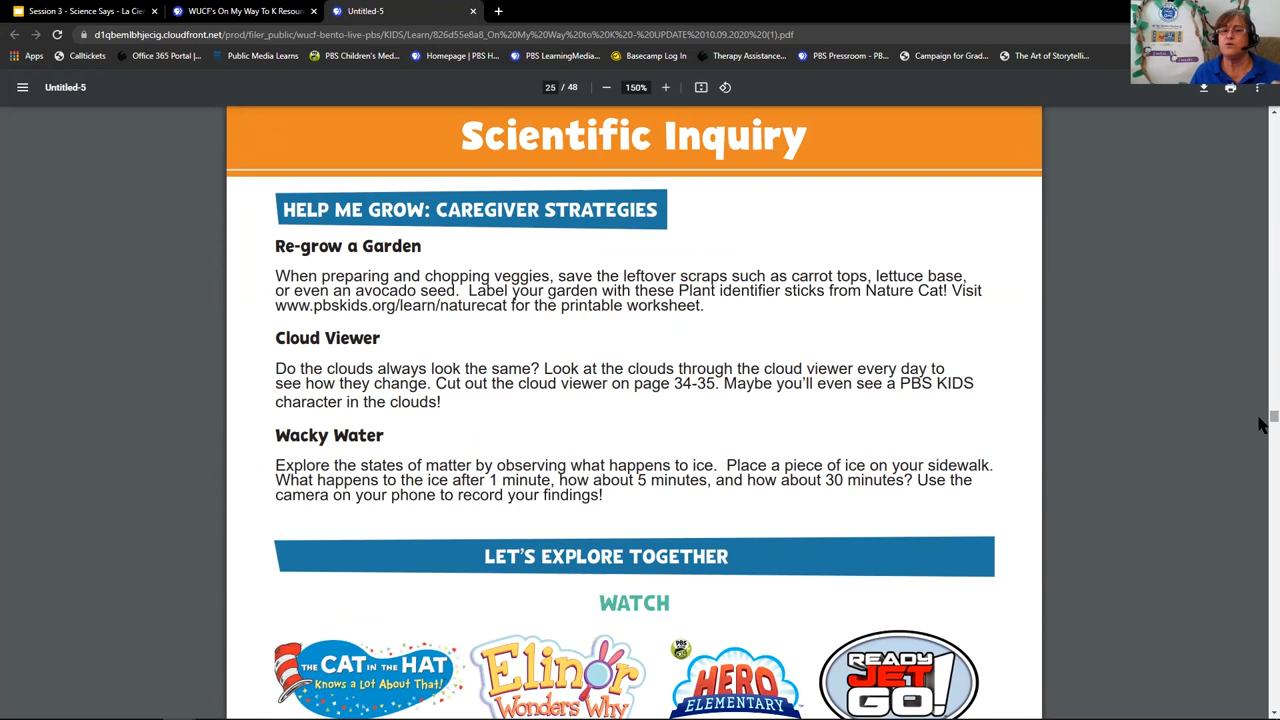 Session 3 - Science Says - La Cie
WUCF's On My Way To K Resour
Untitled-5
d1qbemlbhjecig.cloudfront.net/prod/filer_public/wucf-bento-live-pbs/KIDS/Learn/826d55e3a8_On My Way to K - UPDATE 10.09.2020 (1).pdf
Apps
Calltickets
Office 365 Portal |...
Public Media Learns
PBS Children's Med...
Homepage | PBS H...
PBS LearningMedia...
Basecamp Log In
Therapy Assistance...
PBS Pressroom - PB...
Campaign for Grad...
The Art of Storytelli...
Untitled-5
25 / 48
150%
Scientific Inquiry
HELP ME GROW: CAREGIVER STRATEGIES
Re-grow a Garden
When preparing and chopping veggies, save the leftover scraps such as carrot tops, lettuce base,
or even an avocado seed. Label your garden with these Plant identifier sticks from Nature Cat! Visit
www.pbskids.org/learn/naturecat for the printable worksheet.
Cloud Viewer
Do the clouds always look the same? Look at the clouds through the cloud viewer every day to
see how they change. Cut out the cloud viewer on page 34-35. Maybe you'll even see a PBS KIDS
character in the clouds!
Wacky Water
Explore the states of matter by observing what happens to ice. Place a piece of ice on your sidewalk.
What happens to the ice after 1 minute, how about 5 minutes, and how about 30 minutes? Use the
camera on your phone to record your findings!
LET'S EXPLORE TOGETHER
WATCH
THE CAT IN THE HAT
Knows a Lot About That!
Elinor
Wonders Why
PBS KIDS
HERO
ELEMENTARY
READY
JET
GO!